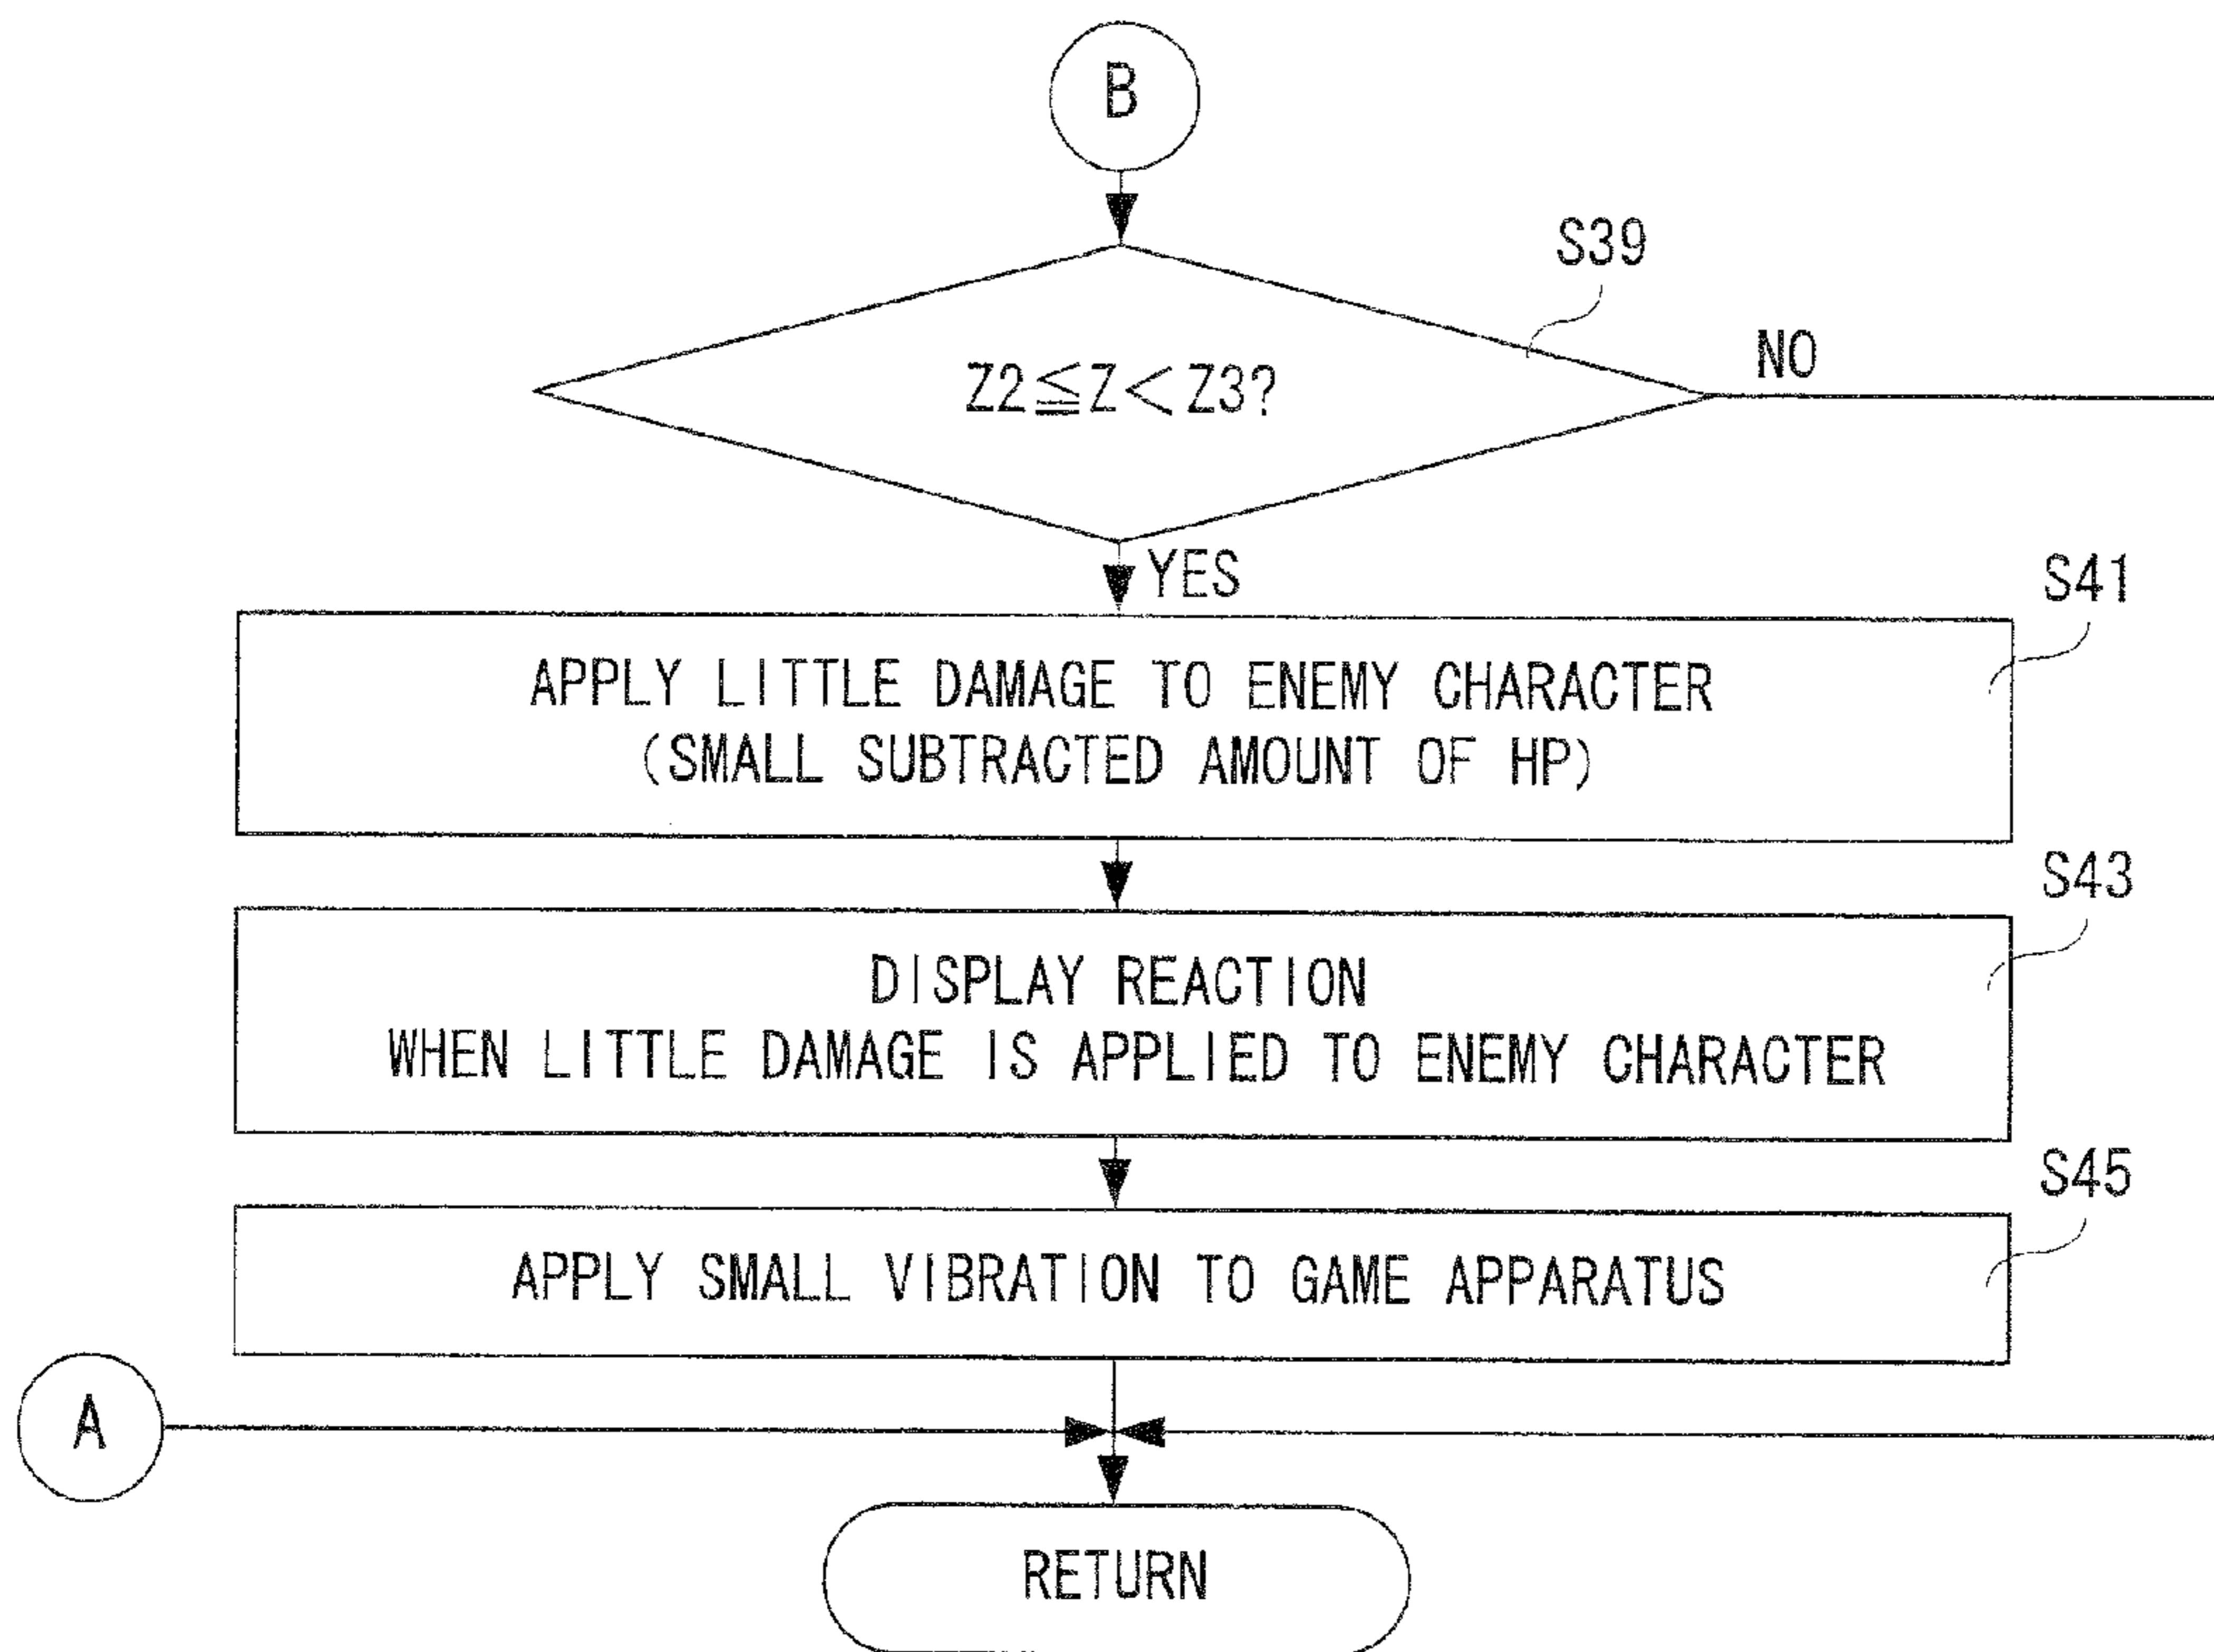 B
S39
Z2≦Z<Z3?
NO
YES
S41
APPLY LITTLE DAMAGE TO ENEMY CHARACTER
(SMALL SUBTRACTED AMOUNT OF HP)
S43
DISPLAY REACTION
WHEN LITTLE DAMAGE IS APPLIED TO ENEMY CHARACTER
S45
APPLY SMALL VIBRATION TO GAME APPARATUS
A
RETURN